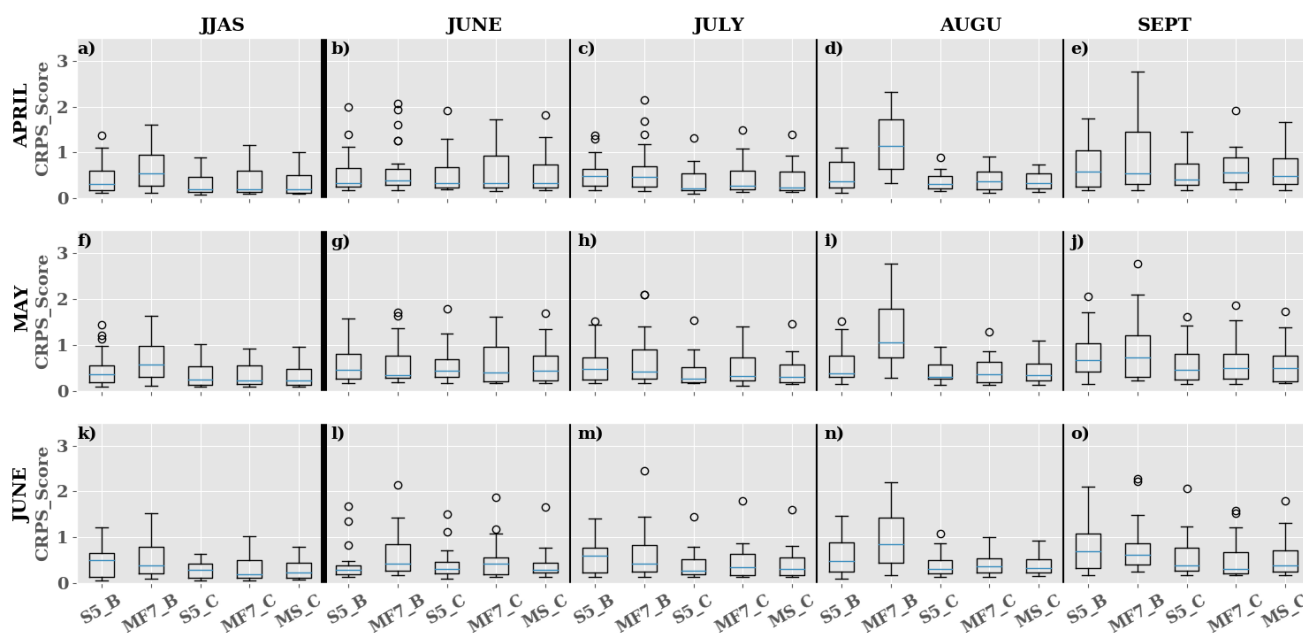 JJAS JUNE JULY AUGU SEPT
a) b) c) d) e)
APRIL
CRPS_Score
3
2
1
0
f) g) h) i) j)
MAY
CRPS_Score
3
2
1
0
k) l) m) n) o)
JUNE
CRPS_Score
3
2
1
0
S5_B MF7_B S5_C MF7_C MS_C S5_B MF7_B S5_C MF7_C MS_C S5_B MF7_B S5_C MF7_C MS_C S5_B MF7_B S5_C MF7_C MS_C S5_B MF7_B S5_C MF7_C MS_C